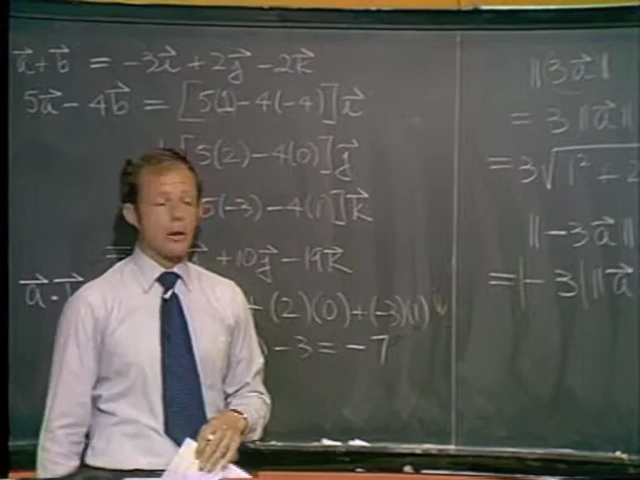 a⃗+b⃗ = -3i⃗ + 2j⃗ - 2k⃗
5a⃗ - 4b⃗ = [5(1) - 4(-4)]i⃗
[5(2) - 4(0)]j⃗
5(-3) - 4(1)]k⃗
= + 10j⃗ - 19k⃗
a⃗· + (2)(0) + (-3)(1)
- 3 = -7
||3a⃗||
= 3||a⃗||
= 3√1² +
||-3a⃗||
= |-3| ||a⃗